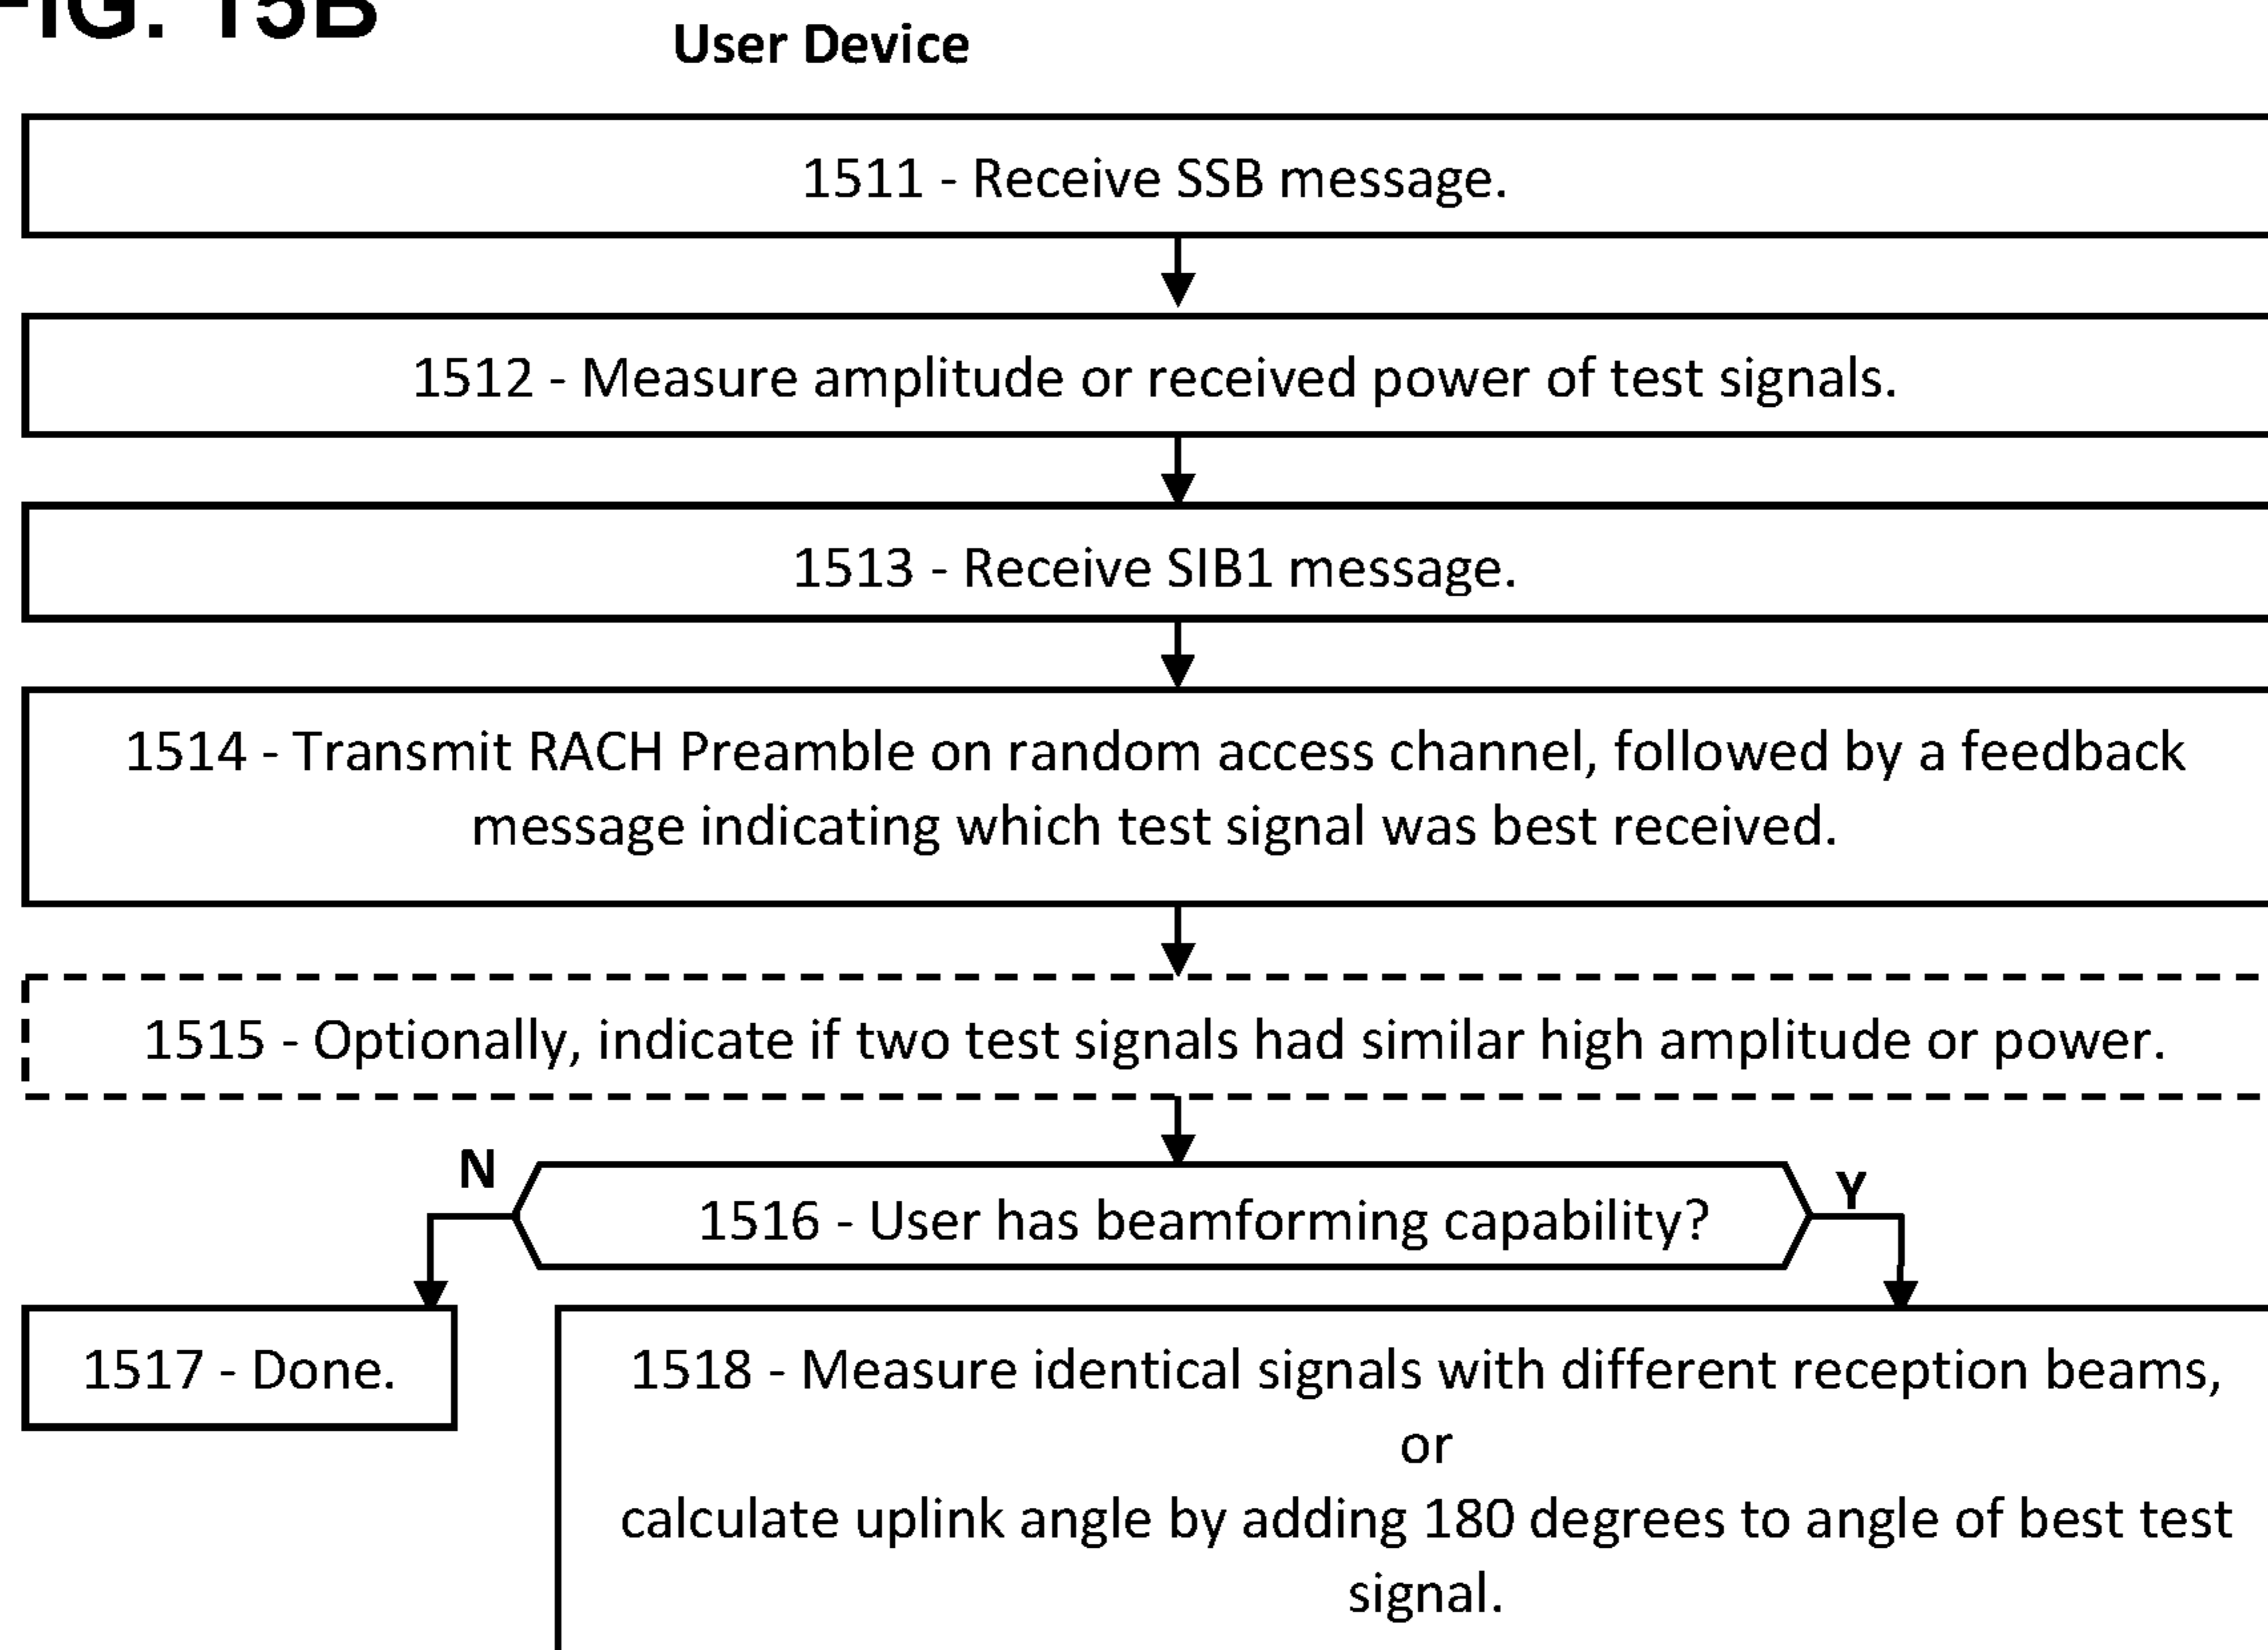 FIG. 15B
User Device
1511 - Receive SSB message.
1512 - Measure amplitude or received power of test signals.
1513 - Receive SIB1 message.
1514 - Transmit RACH Preamble on random access channel, followed by a feedback
message indicating which test signal was best received.
1515 - Optionally, indicate if two test signals had similar high amplitude or power.
N
Y
1516 - User has beamforming capability?
1517 - Done.
1518 - Measure identical signals with different reception beams,
or
calculate uplink angle by adding 180 degrees to angle of best test
signal.